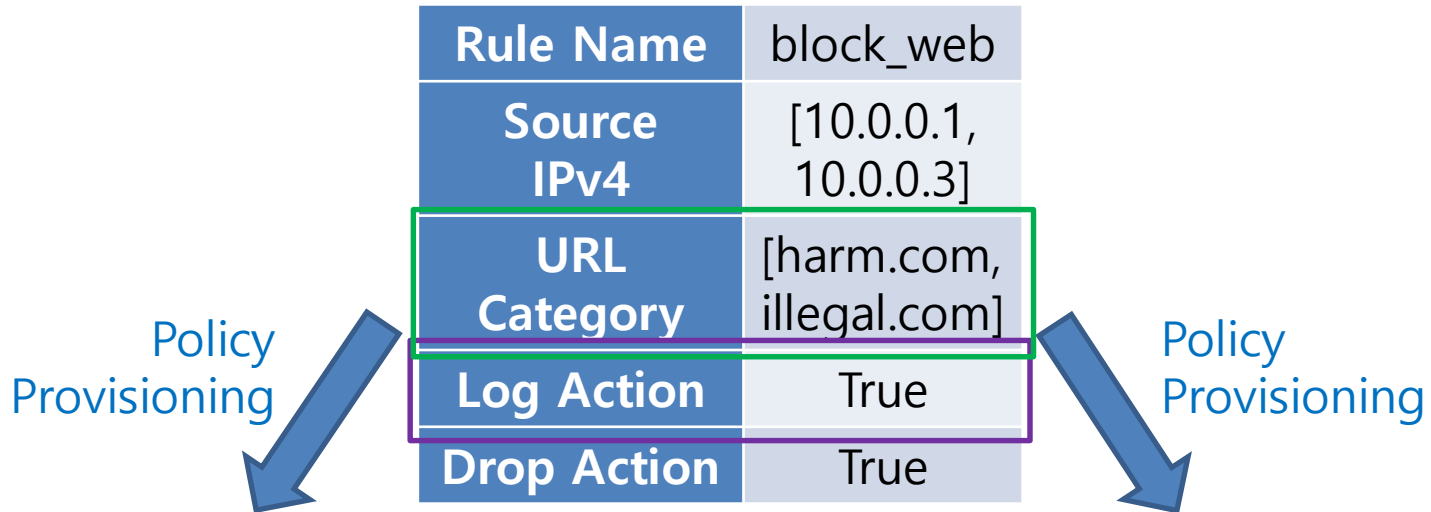 Rule Name block_web
Source [10.0.0.1,
IPv4 10.0.0.3]
URL [harm.com,
Category illegal.com]
Log Action True
Drop Action True
Policy
Provisioning
Policy
Provisioning